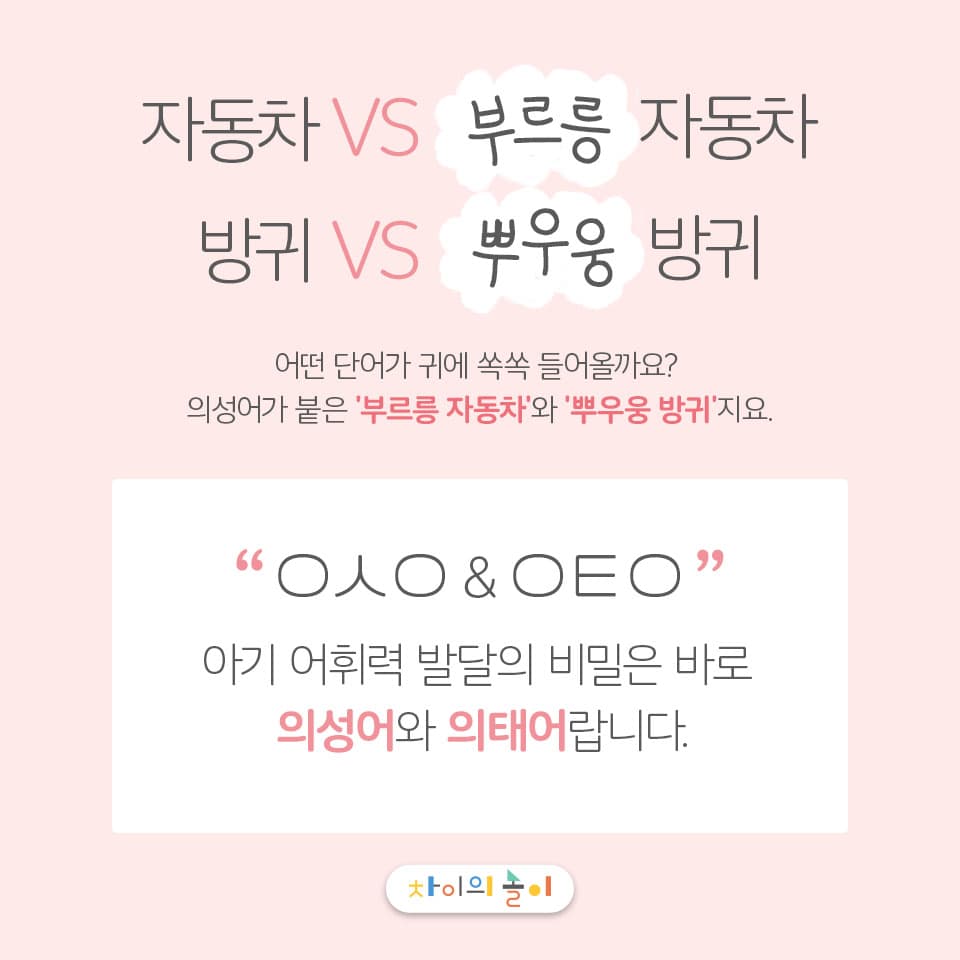 자동차 VS 부르릉 자동차
방귀 VS 뿌우웅 방귀
어떤 단어가 귀에 쏙쏙 들어올까요?
의성어가 붙은 '부르릉 자동차'와 '뿌우웅 방귀'지요.
“ㅇㅅㅇ & ㅇㅌㅇ”
아기 어휘력 발달의 비밀은 바로
의성어와 의태어랍니다.
차이의 놀이